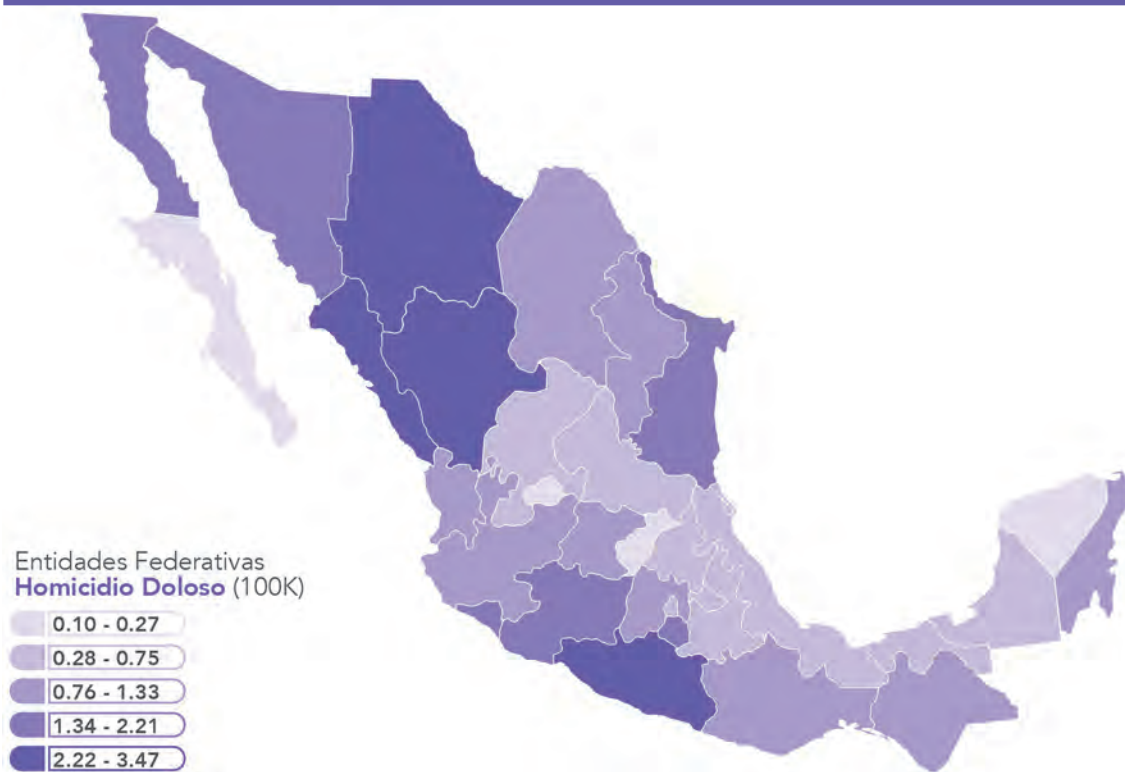 Entidades Federativas
Homicidio Doloso (100K)
0.10 - 0.27
0.28 - 0.75
0.76 - 1.33
1.34 - 2.21
2.22 - 3.47